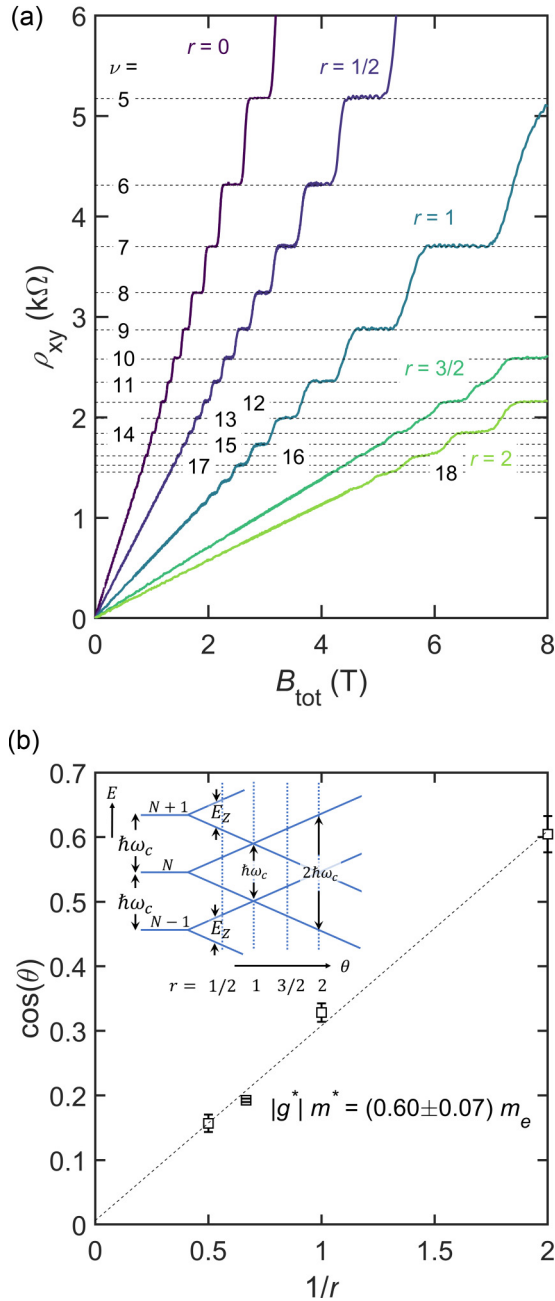 (a)
6
r = 0
r = 1/2
ν =
5
5
6
4
r = 1
7
8
3
9
10
r = 3/2
11
2
12
13
14
15
16
17
18
r = 2
1
0
ρxy (kΩ)
0 2 4 6 8
Btot (T)
(b)
0.7
E
N + 1
EZ
0.6
ħωc
N
ħωc
2ħωc
0.5
ħωc
N − 1
EZ
θ
0.4
r = 1/2 1 3/2 2
cos(θ)
0.3
0.2
|g*| m* = (0.60±0.07) me
0.1
0
0 0.5 1 1.5 2
1/r